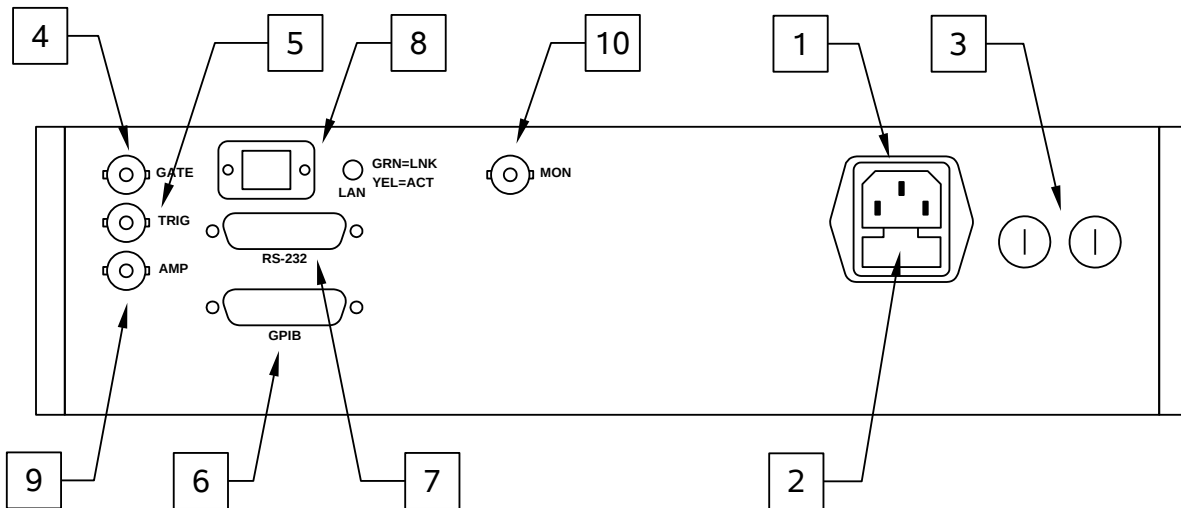 4
5
8
10
1
3
GATE
TRIG
AMP
LAN
GRN=LNK
YEL=ACT
MON
RS-232
GPIB
9
6
7
2